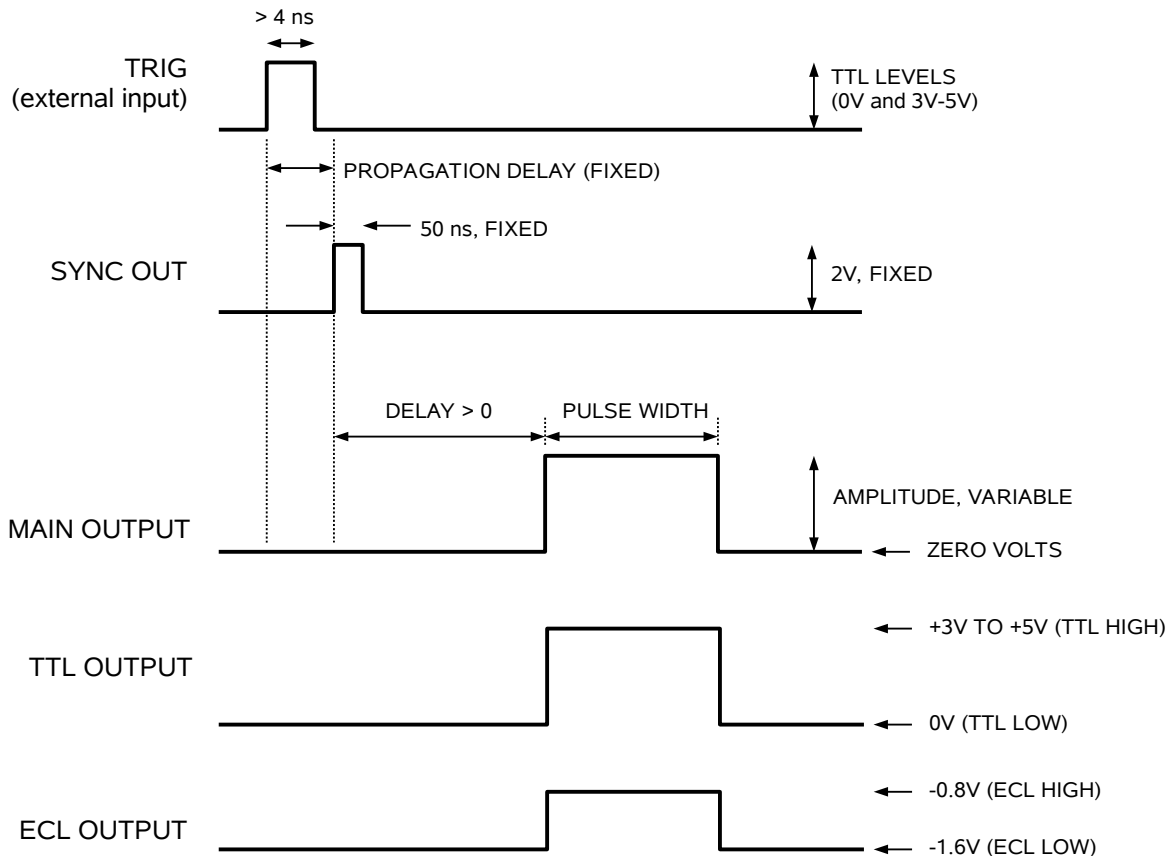 > 4 ns
TRIG
(external input)
TTL LEVELS
(0V and 3V-5V)
PROPAGATION DELAY (FIXED)
50 ns, FIXED
SYNC OUT
2V, FIXED
DELAY > 0
PULSE WIDTH
AMPLITUDE, VARIABLE
MAIN OUTPUT
ZERO VOLTS
+3V TO +5V (TTL HIGH)
TTL OUTPUT
0V (TTL LOW)
-0.8V (ECL HIGH)
ECL OUTPUT
-1.6V (ECL LOW)